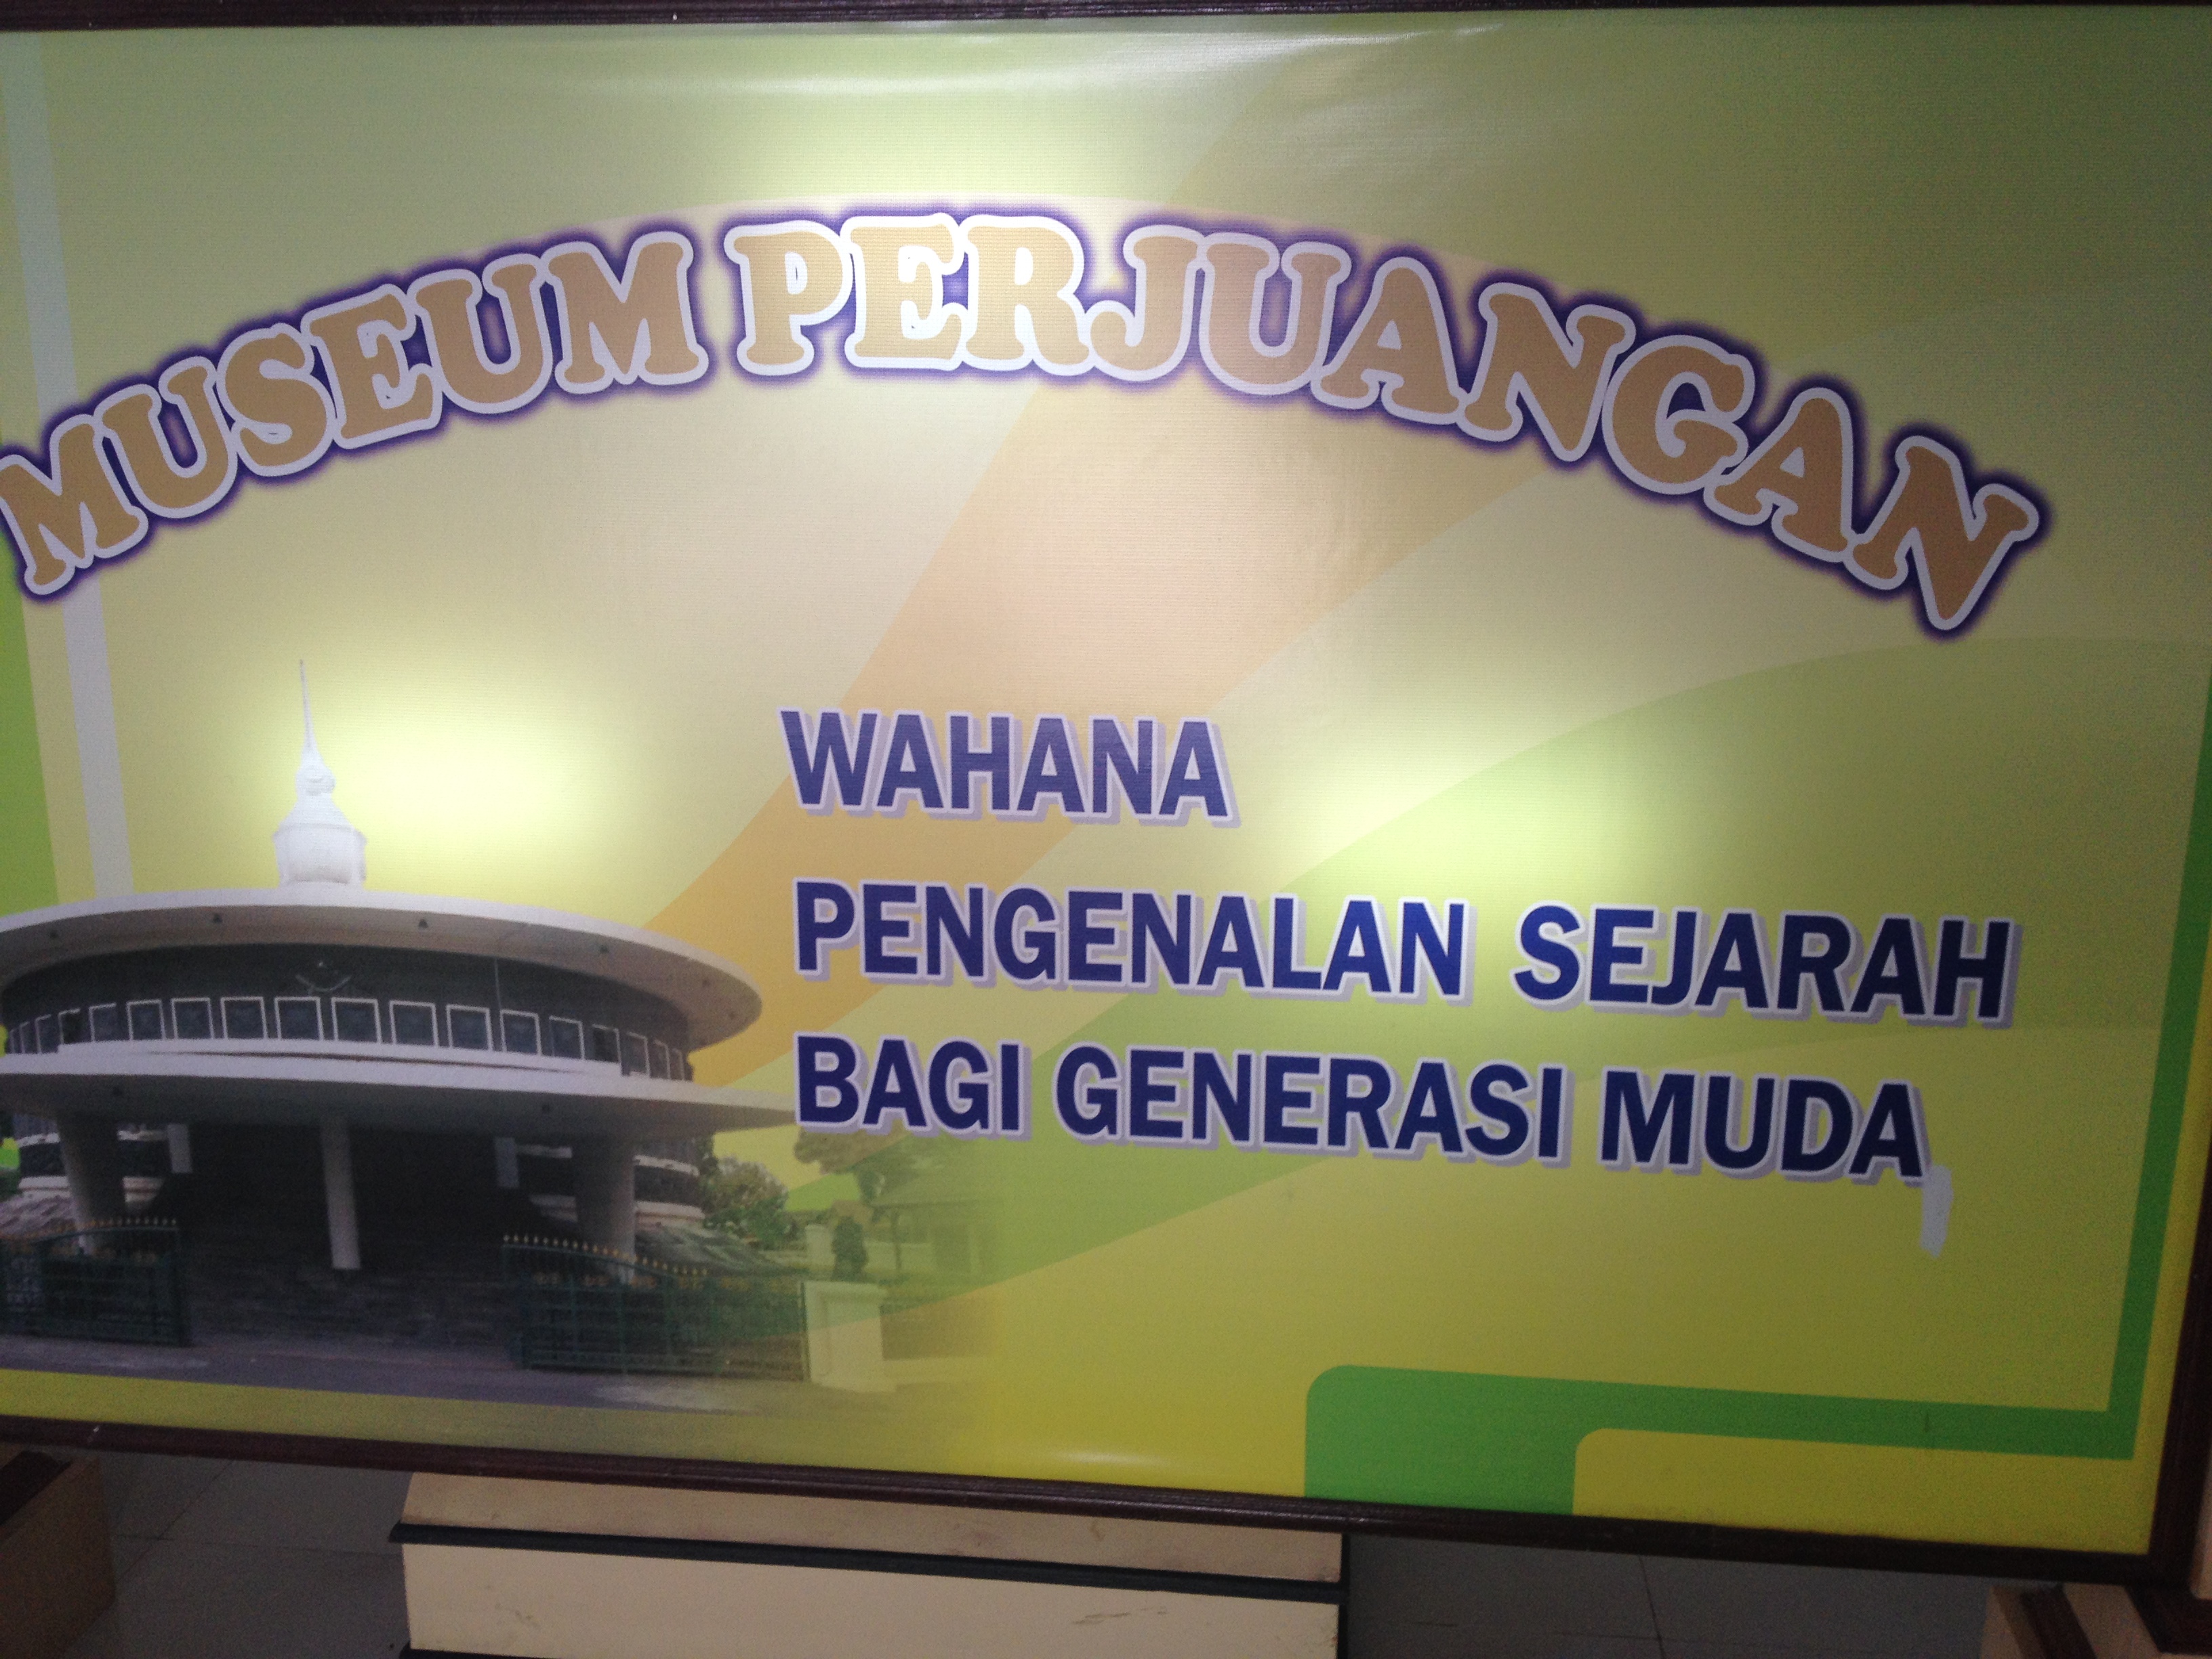 MUSEUM PERJUANGAN
WAHANA
PENGENALAN SEJARAH
BAGI GENERASI MUDA